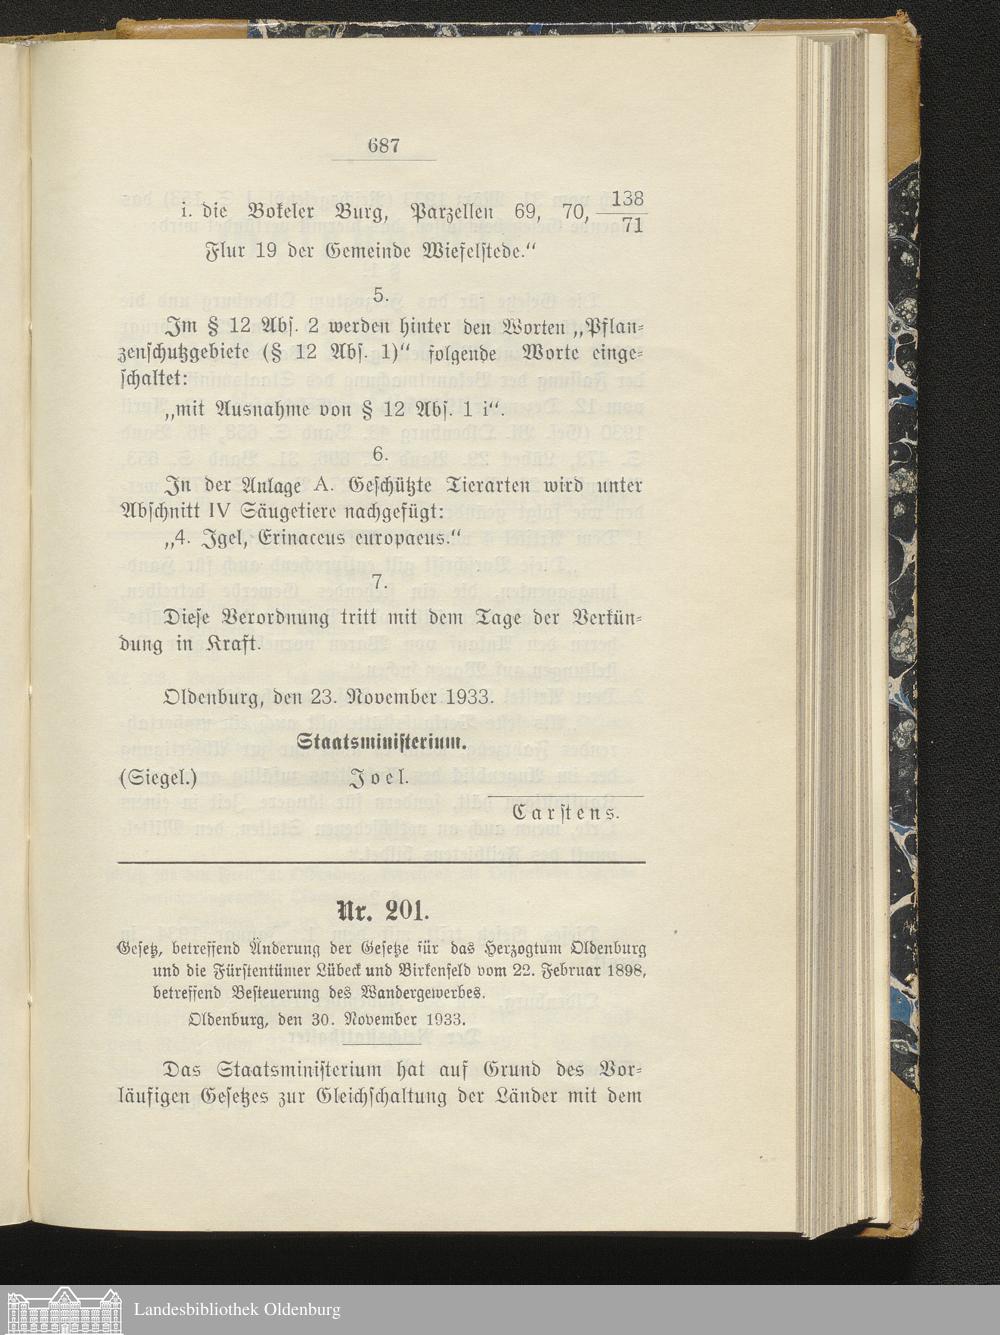 687
i. die Bokeler Burg, Parzellen 69, 70, 138/71
Flur 19 der Gemeinde Wiefelstede.“
5.
Im § 12 Abs. 2 werden hinter den Worten „Pflan-
zenschutzgebiete (§ 12 Abs. 1)“ folgende Worte einge-
schaltet:
„mit Ausnahme von § 12 Abs. 1 i“.
6.
In der Anlage A. Geschützte Tierarten wird unter
Abschnitt IV Säugetiere nachgefügt:
„4. Igel, Erinaceus europaeus.“
7.
Diese Verordnung tritt mit dem Tage der Verkün-
dung in Kraft.
Oldenburg, den 23. November 1933.
Staatsministerium.
(Siegel.) Joel.
Carstens.
Nr. 201.
Gesetz, betreffend Änderung der Gesetze für das Herzogtum Oldenburg
und die Fürstentümer Lübeck und Birkenfeld vom 22. Februar 1898,
betreffend Besteuerung des Wandergewerbes.
Oldenburg, den 30. November 1933.
Das Staatsministerium hat auf Grund des Vor-
läufigen Gesetzes zur Gleichschaltung der Länder mit dem
Landesbibliothek Oldenburg